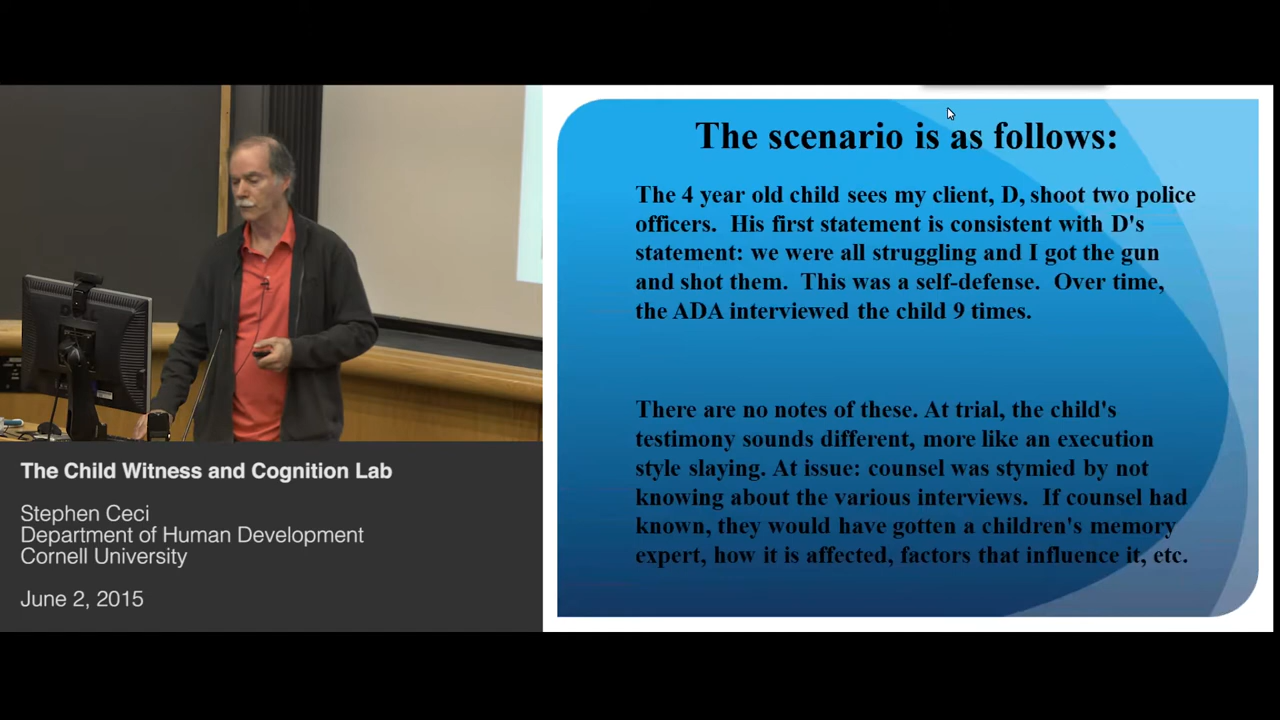 The scenario is as follows:
The 4 year old child sees my client, D, shoot two police
officers.  His first statement is consistent with D's
statement: we were all struggling and I got the gun
and shot them.  This was a self-defense.  Over time,
the ADA interviewed the child 9 times.
There are no notes of these. At trial, the child's
testimony sounds different, more like an execution
style slaying. At issue: counsel was stymied by not
knowing about the various interviews.  If counsel had
known, they would have gotten a children's memory
expert, how it is affected, factors that influence it, etc.
The Child Witness and Cognition Lab
Stephen Ceci
Department of Human Development
Cornell University
June 2, 2015